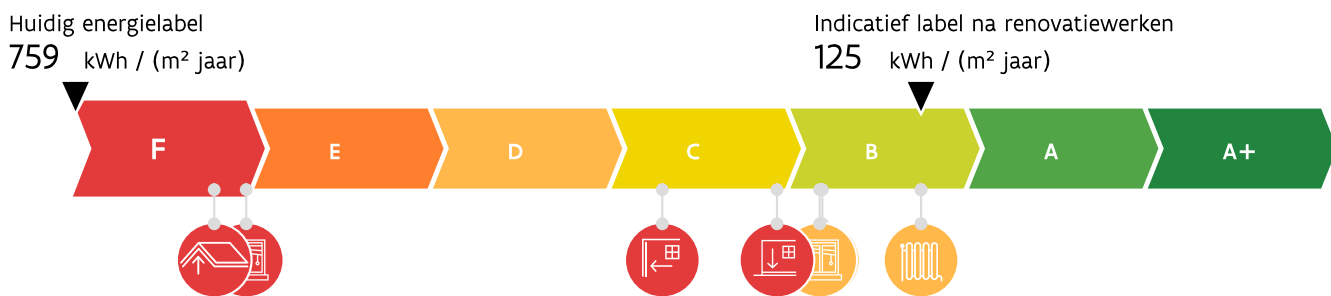 Huidig energielabel
759 kWh / (m² jaar)
Indicatief label na renovatiewerken
125 kWh / (m² jaar)
F E D C B A A+